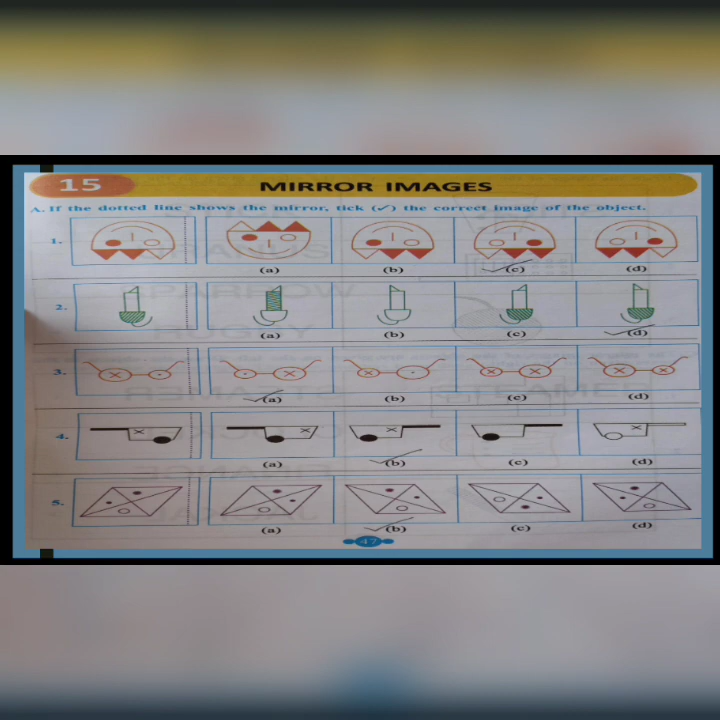 15 MIRROR IMAGES
A. If the dotted line shows the mirror, tick (✓) the correct image of the object.
1.
(a) (b) (c) (d)
2.
(a) (b) (c) (d)
3.
(a) (b) (c) (d)
4.
(a) (b) (c) (d)
5.
(a) (b) (c) (d)
47